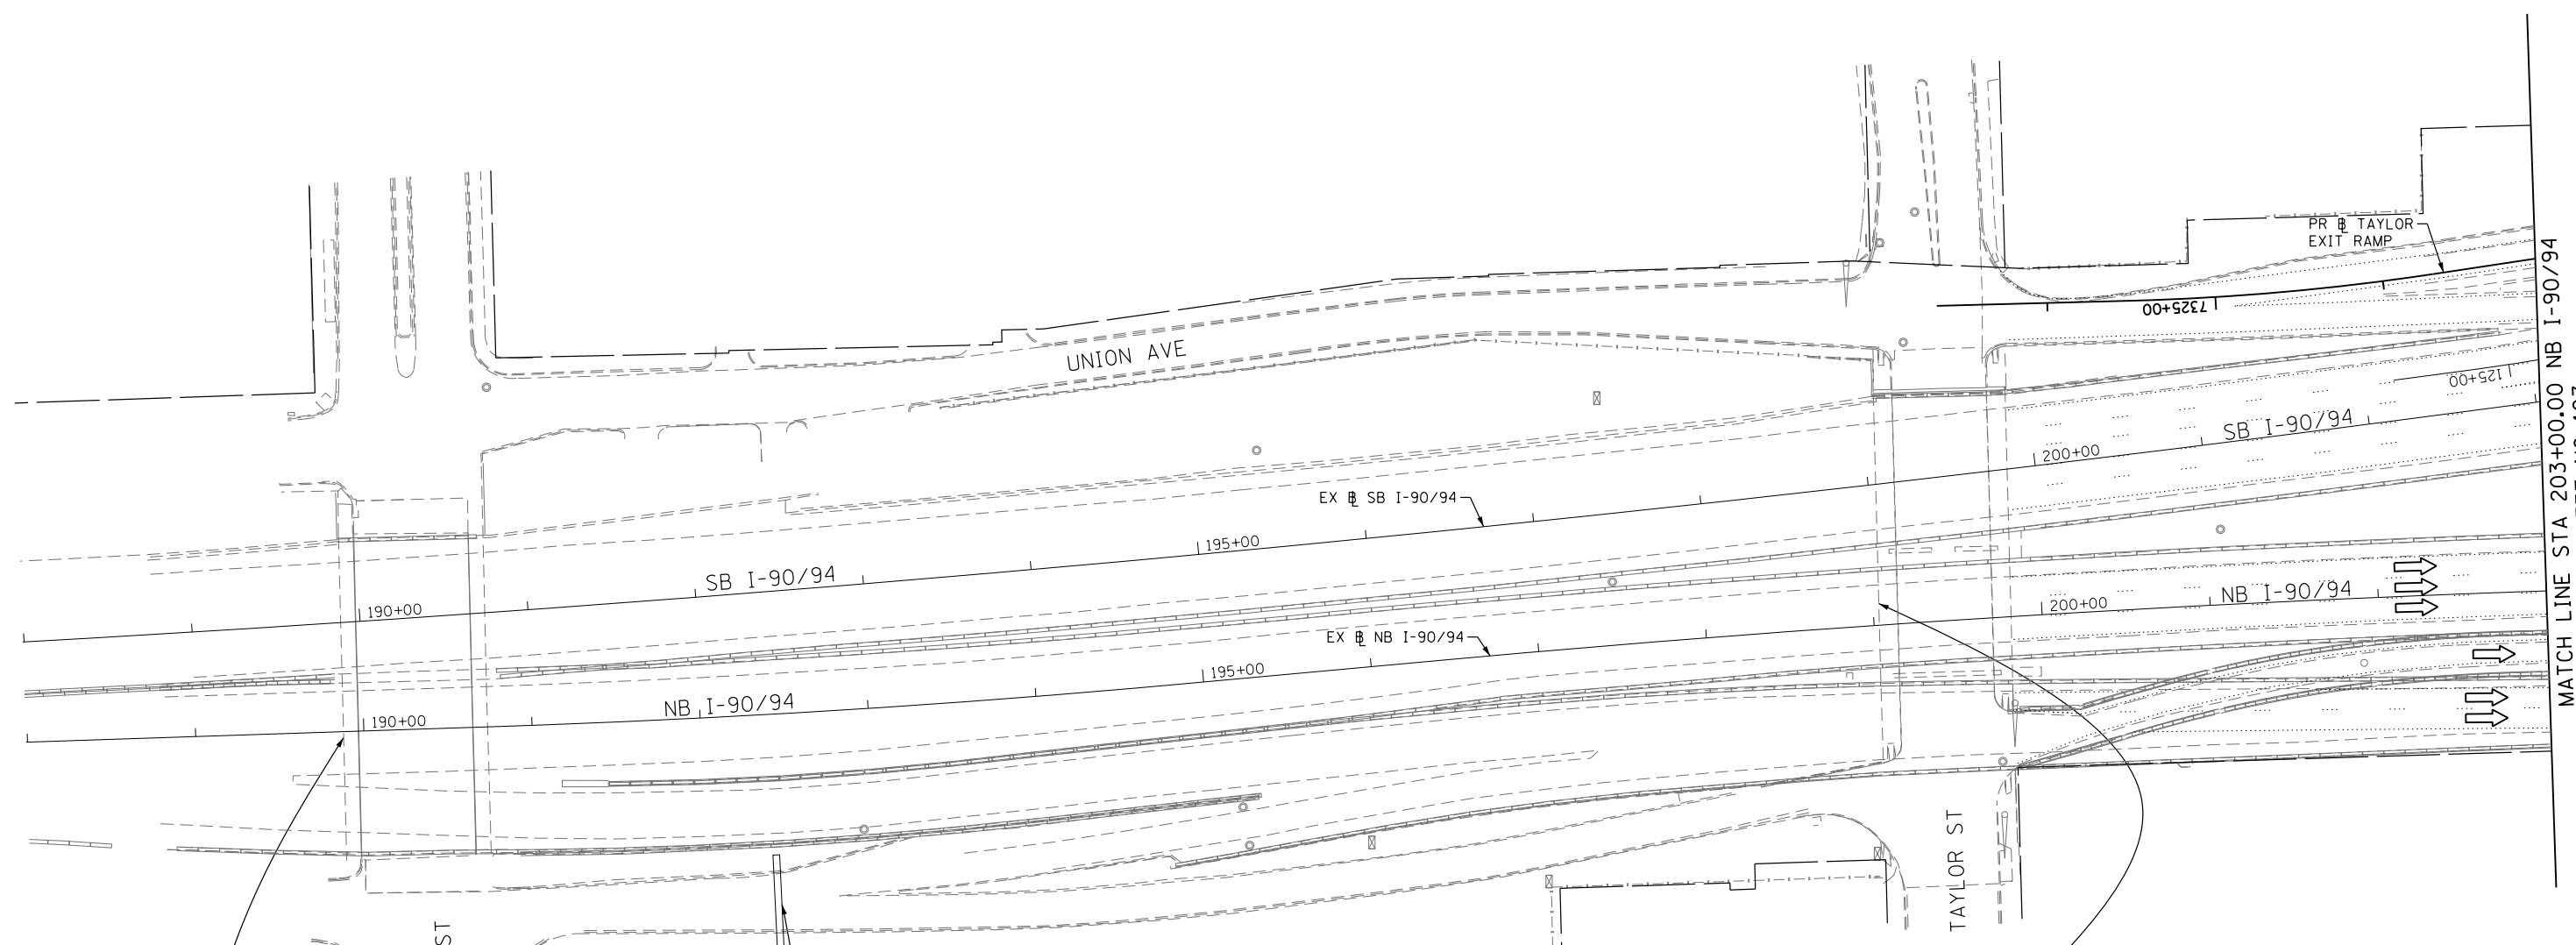 PR ⅊ TAYLOR
EXIT RAMP
7325+00
UNION AVE
125+00
SB I-90/94
200+00
EX ⅊ SB I-90/94
195+00
SB I-90/94
190+00
NB I-90/94
200+00
EX ⅊ NB I-90/94
195+00
NB I-90/94
190+00
TAYLOR ST
ST
MATCH LINE STA 203+00.00 NB I-90/94